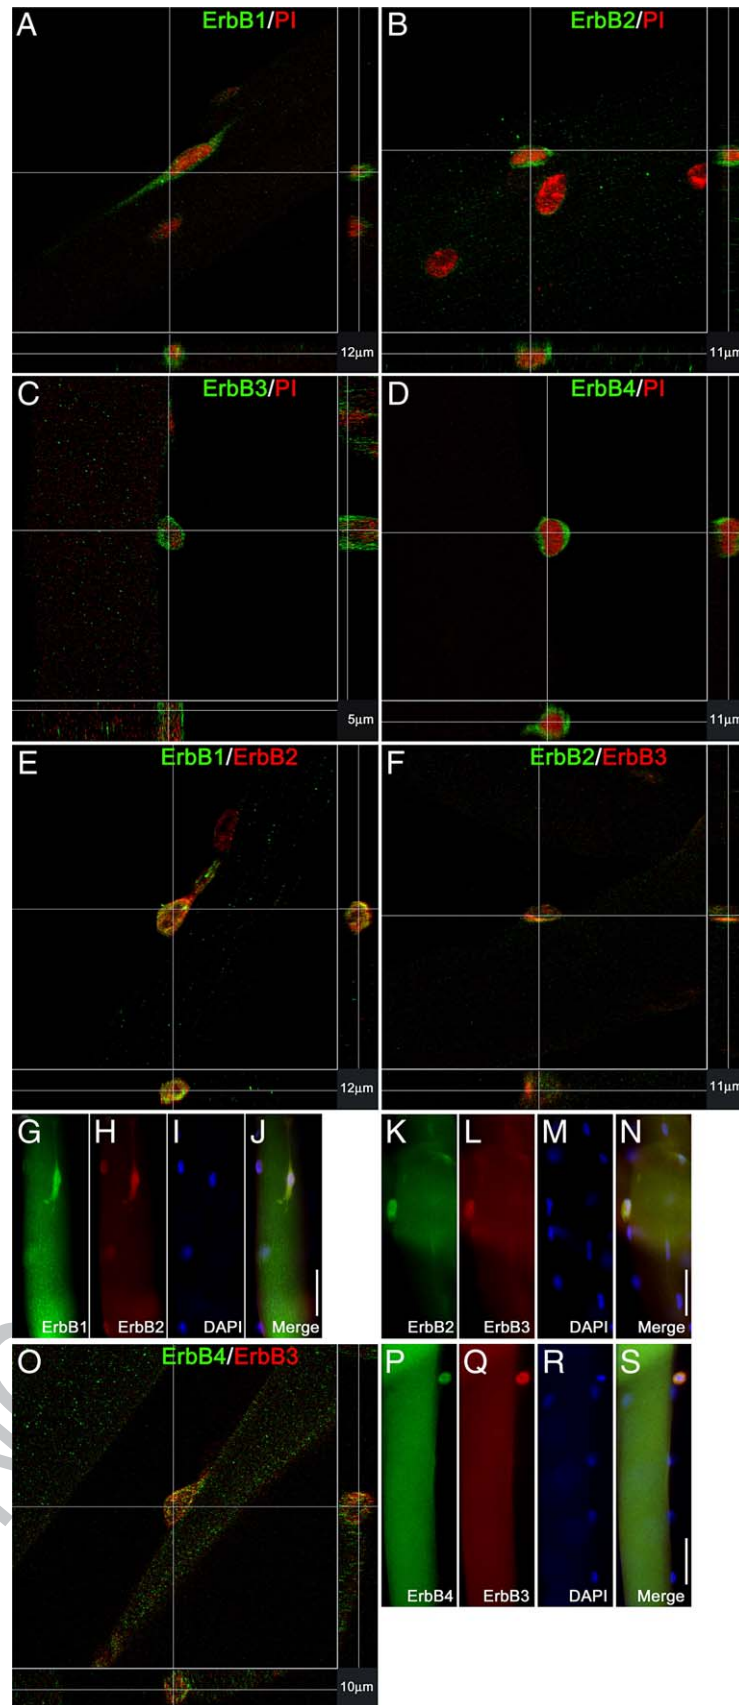 A ErbB1/PI
12µm
B ErbB2/PI
11µm
C ErbB3/PI
5µm
D ErbB4/PI
11µm
E ErbB1/ErbB2
12µm
F ErbB2/ErbB3
11µm
G H I J
ErbB1 ErbB2 DAPI Merge
K L M N
ErbB2 ErbB3 DAPI Merge
O ErbB4/ErbB3
10µm
P Q R S
ErbB4 ErbB3 DAPI Merge